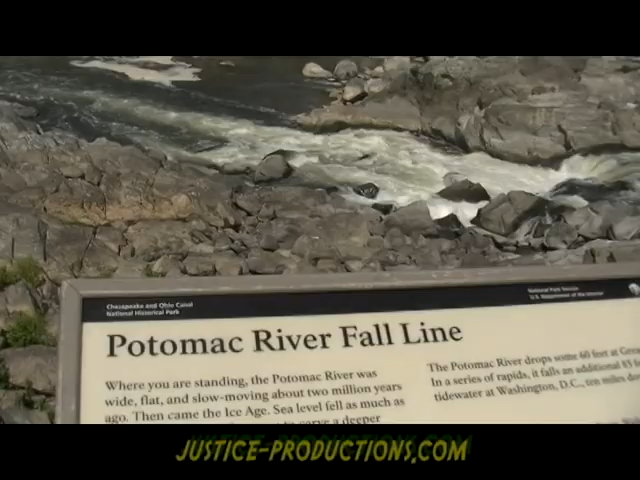 Chesapeake and Ohio Canal
National Historical Park
National Park Service
U.S. Department of the Interior
Potomac River Fall Line
Where you are standing, the Potomac River was
wide, flat, and slow-moving about two million years
ago. Then came the Ice Age. Sea level fell as much as
carve a deeper
The Potomac River drops some 60 feet at
In a series of rapids, it falls an additional
tidewater at Washington, D.C., ten miles
JUSTICE-PRODUCTIONS.COM